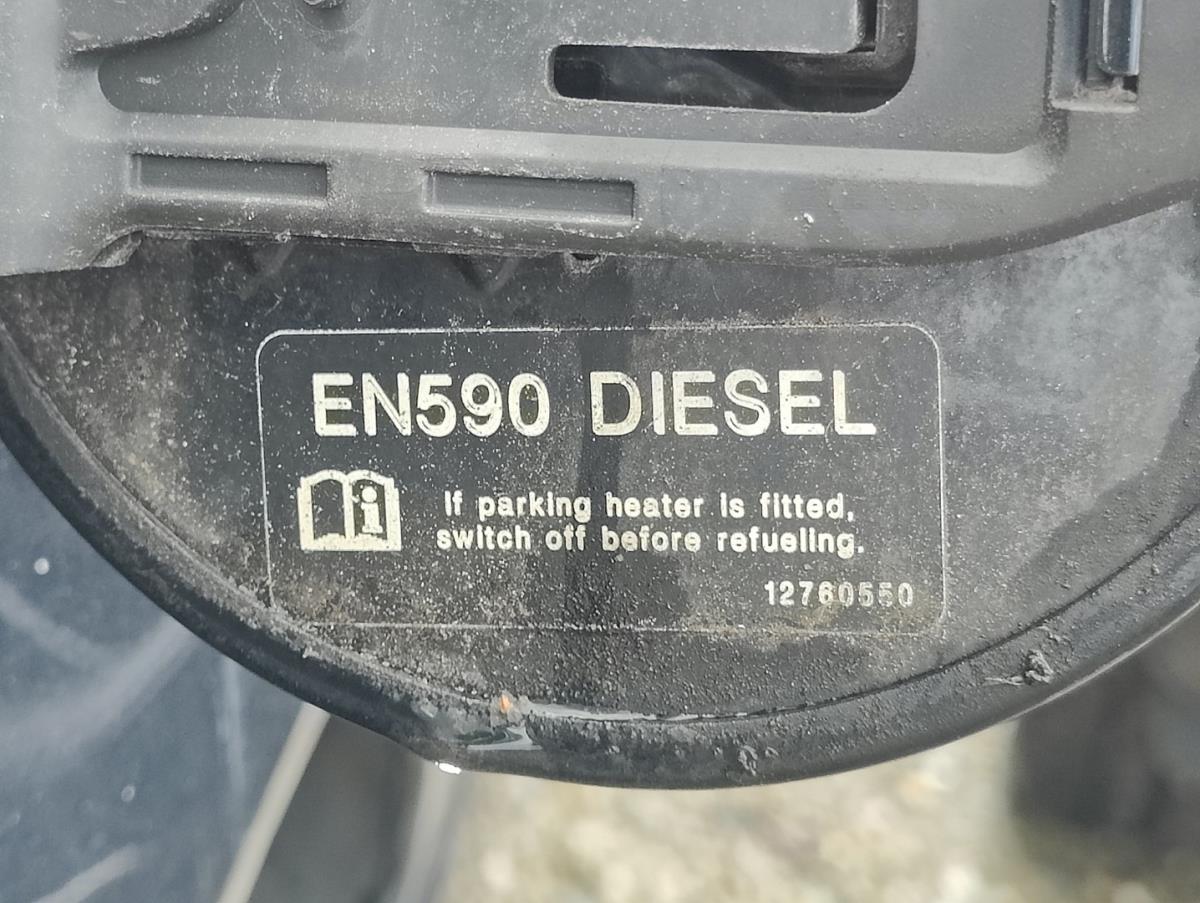 EN590 DIESEL
If parking heater is fitted,
switch off before refueling.
12760550